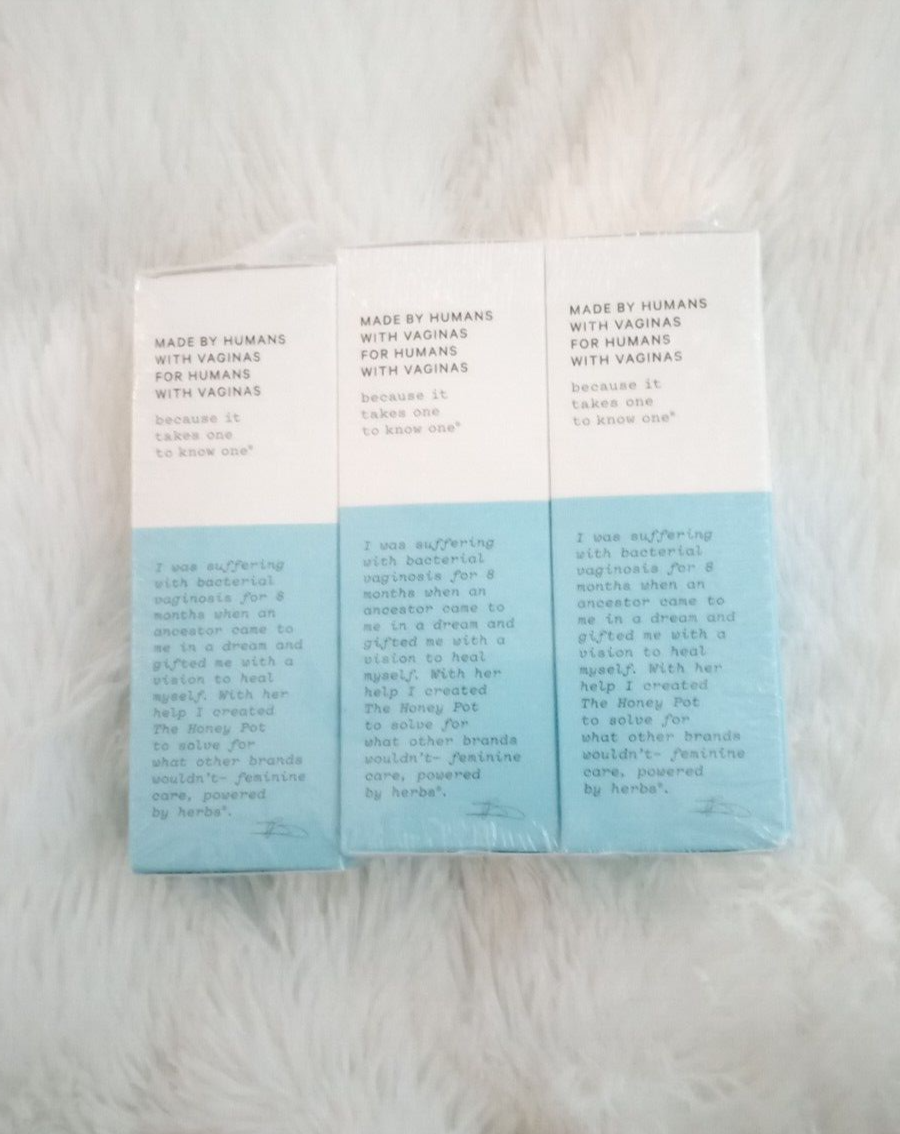 MADE BY HUMANS
WITH VAGINAS
FOR HUMANS
WITH VAGINAS
because it
takes one
to know one®
I was suffering
with bacterial
vaginosis for 8
months when an
ancestor came to
me in a dream and
gifted me with a
vision to heal
myself. With her
help I created
The Honey Pot
to solve for
what other brands
wouldn't- feminine
care, powered
by herbs®.
MADE BY HUMANS
WITH VAGINAS
FOR HUMANS
WITH VAGINAS
because it
takes one
to know one®
I was suffering
with bacterial
vaginosis for 8
months when an
ancestor came to
me in a dream and
gifted me with a
vision to heal
myself. With her
help I created
The Honey Pot
to solve for
what other brands
wouldn't- feminine
care, powered
by herbs®.
MADE BY HUMANS
WITH VAGINAS
FOR HUMANS
WITH VAGINAS
because it
takes one
to know one®
I was suffering
with bacterial
vaginosis for 8
months when an
ancestor came to
me in a dream and
gifted me with a
vision to heal
myself. With her
help I created
The Honey Pot
to solve for
what other brands
wouldn't- feminine
care, powered
by herbs®.